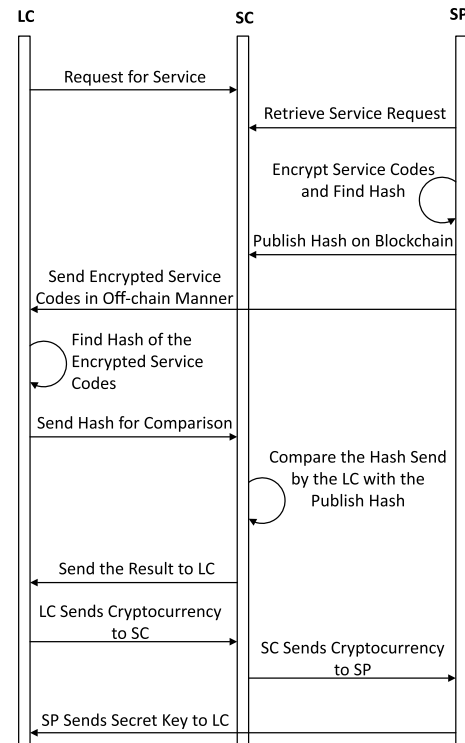 LC
SC
SP
Request for Service
Retrieve Service Request
Encrypt Service Codes
and Find Hash
Publish Hash on Blockchain
Send Encrypted Service
Codes in Off-chain Manner
Find Hash of the
Encrypted Service
Codes
Send Hash for Comparison
Compare the Hash Send
by the LC with the
Publish Hash
Send the Result to LC
LC Sends Cryptocurrency
to SC
SC Sends Cryptocurrency
to SP
SP Sends Secret Key to LC